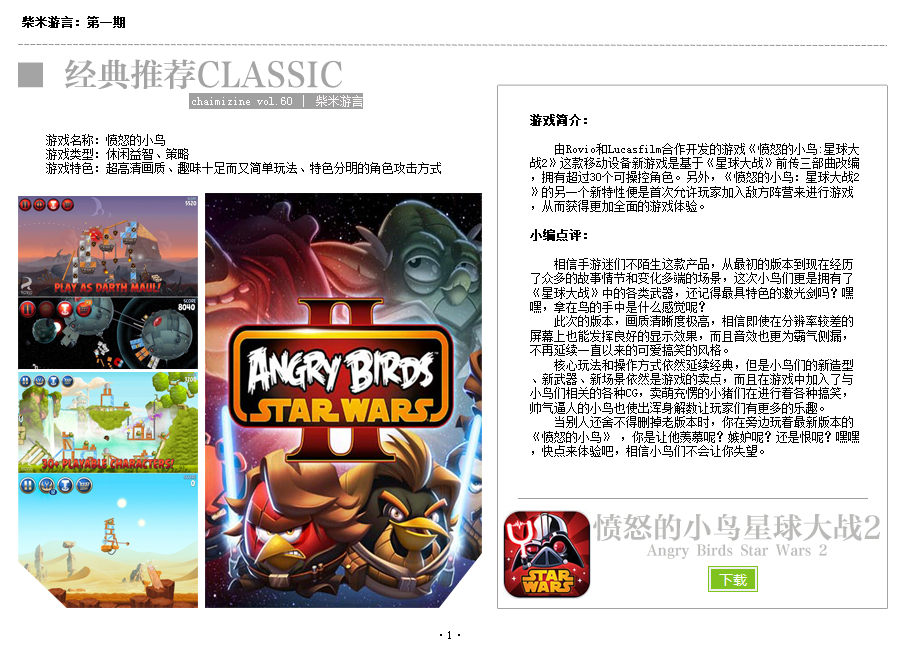 柴米游言：第一期
经典推荐CLASSIC
chaimizine vol.60 | 柴米游言
游戏名称：愤怒的小鸟
游戏类型：休闲益智、策略
游戏特色：超高清画质、趣味十足而又简单玩法、特色分明的角色攻击方式
PLAY AS DARTH MAUL!
SCORE
8040
30+ PLAYABLE CHARACTERS!
II
ANGRY BIRDS
STAR WARS
游戏简介：
由Rovio和Lucasfilm合作开发的游戏《愤怒的小鸟:星球大
战2》这款移动设备新游戏是基于《星球大战》前传三部曲改编
，拥有超过30个可操控角色。另外，《愤怒的小鸟：星球大战2
》的另一个新特性便是首次允许玩家加入敌方阵营来进行游戏
，从而获得更加全面的游戏体验。
小编点评：
相信手游迷们不陌生这款产品，从最初的版本到现在经历
了众多的故事情节和变化多端的场景，这次小鸟们更是拥有了
《星球大战》中的各类武器，还记得最具特色的激光剑吗？嘿
嘿，拿在鸟的手中是什么感觉呢？
此次的版本，画质清晰度极高，相信即使在分辨率较差的
屏幕上也能发挥良好的显示效果，而且音效也更为霸气侧漏，
不再延续一直以来的可爱搞笑的风格。
核心玩法和操作方式依然延续经典，但是小鸟们的新造型
、新武器、新场景依然是游戏的卖点，而且在游戏中加入了与
小鸟们相关的各种CG，卖萌充愣的小猪们在进行着各种搞笑，
帅气逼人的小鸟也使出浑身解数让玩家们有更多的乐趣。
当别人还舍不得删掉老版本时，你在旁边玩着最新版本的
《愤怒的小鸟》，你是让他羡慕呢？嫉妒呢？还是恨呢？嘿嘿
，快点来体验吧，相信小鸟们不会让你失望。
STAR WARS
愤怒的小鸟星球大战2
Angry Birds Star Wars 2
下载
·1·